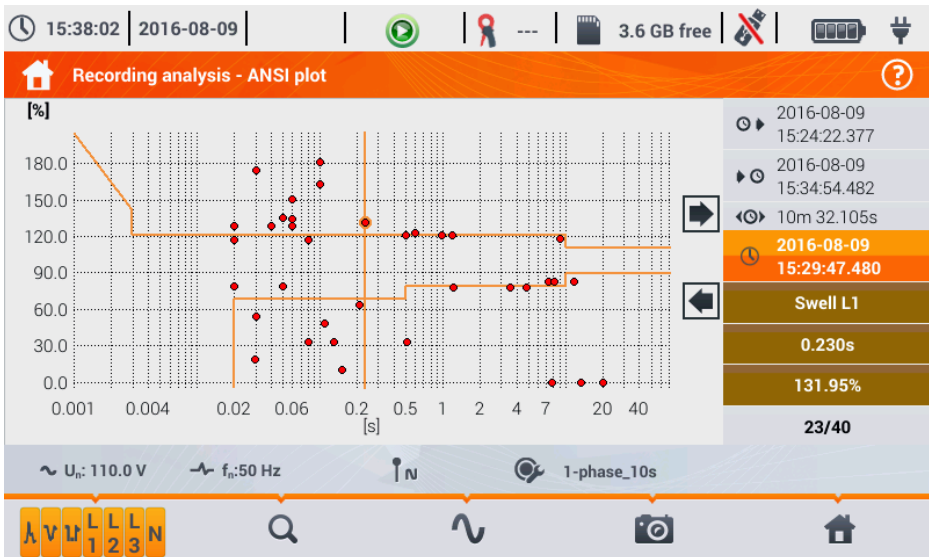 15:38:02 2016-08-09 --- 3.6 GB free
Recording analysis - ANSI plot ?
[%]
180.0
150.0
120.0
90.0
60.0
30.0
0.0
0.001 0.004 0.02 0.06 0.2 0.5 1 2 4 7 20 40
[s]
2016-08-09
15:24:22.377
2016-08-09
15:34:54.482
10m 32.105s
2016-08-09
15:29:47.480
Swell L1
0.230s
131.95%
23/40
Un: 110.0 V fn:50 Hz N 1-phase_10s
L L L N
1 2 3